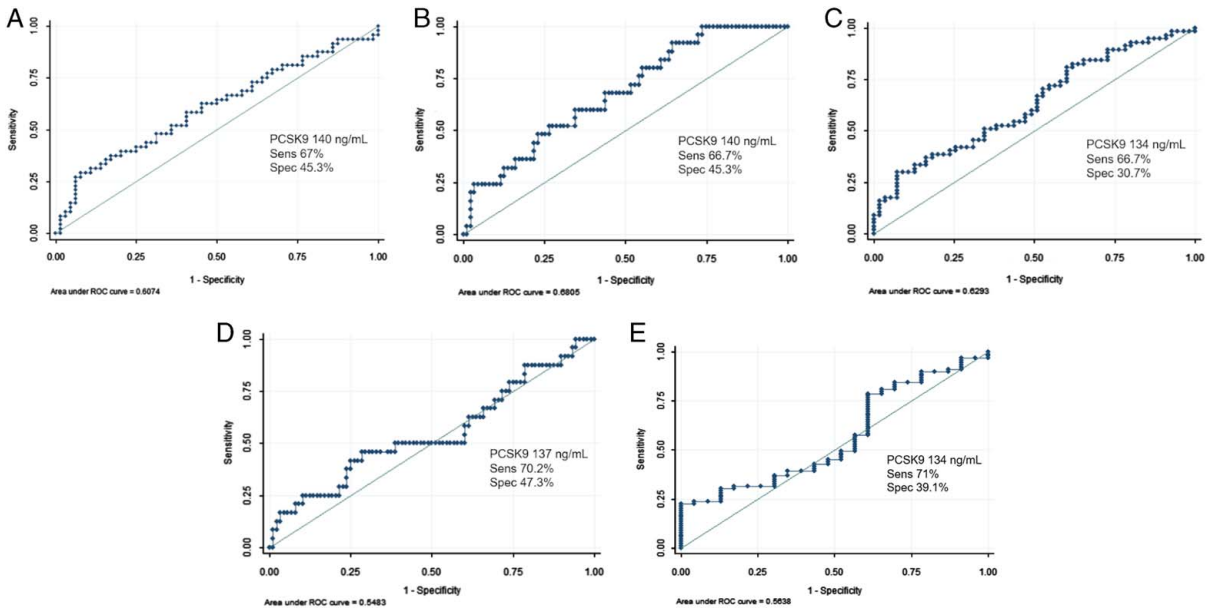 A
1.00
0.75
0.50
0.25
0.00
Sensitivity
PCSK9 140 ng/mL
Sens 67%
Spec 45.3%
0.00 0.25 0.50 0.75 1.00
1 - Specificity
Area under ROC curve = 0.6074
B
1.00
0.75
0.50
0.25
0.00
Sensitivity
PCSK9 140 ng/mL
Sens 66.7%
Spec 45.3%
0.00 0.25 0.50 0.75 1.00
1 - Specificity
Area under ROC curve = 0.6805
C
1.00
0.75
0.50
0.25
0.00
Sensitivity
PCSK9 134 ng/mL
Sens 66.7%
Spec 30.7%
0.00 0.25 0.50 0.75 1.00
1 - Specificity
Area under ROC curve = 0.6293
D
1.00
0.75
0.50
0.25
0.00
Sensitivity
PCSK9 137 ng/mL
Sens 70.2%
Spec 47.3%
0.00 0.25 0.50 0.75 1.00
1 - Specificity
Area under ROC curve = 0.5483
E
1.00
0.75
0.50
0.25
0.00
Sensitivity
PCSK9 134 ng/mL
Sens 71%
Spec 39.1%
0.00 0.25 0.50 0.75 1.00
1 - Specificity
Area under ROC curve = 0.5638